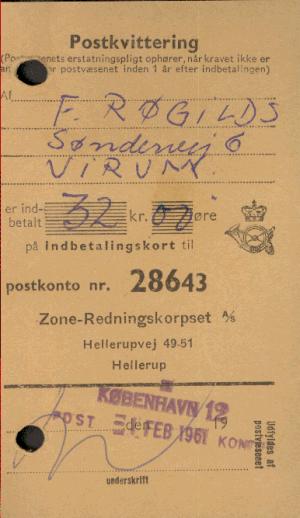 Postkvittering
(Postvæsenets erstatningspligt ophører, når kravet ikke er
postvæsenet inden 1 år efter indbetalingen)
Af
F. RØGILDS
Søndervej 6
VIRUM.
er ind-
betalt 32 kr. 00 øre
på indbetalingskort til
postkonto nr. 28643
Zone-Redningskorpset A/S
Hellerupvej 49-51
Hellerup
KØBENHAVN 12
den 19
POST FEB 1961 KON
underskrift
Udfyldes af
postvæsenet